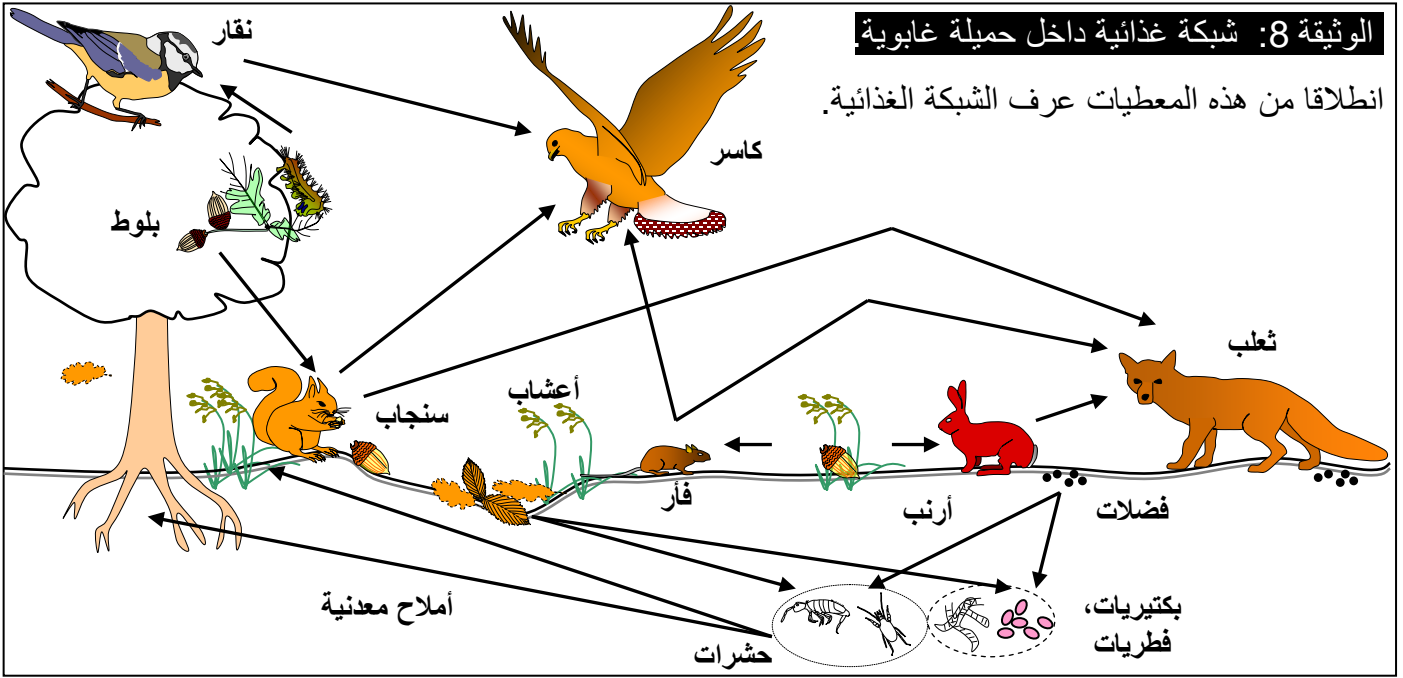 الوثيقة 8: شبكة غذائية داخل حميلة غابوية.
انطلاقا من هذه المعطيات عرف الشبكة الغذائية.
نقار
كاسر
بلوط
ثعلب
أعشاب
سنجاب
فأر
أرنب
فضلات
أملاح معدنية
بكتيريات،
فطريات
حشرات